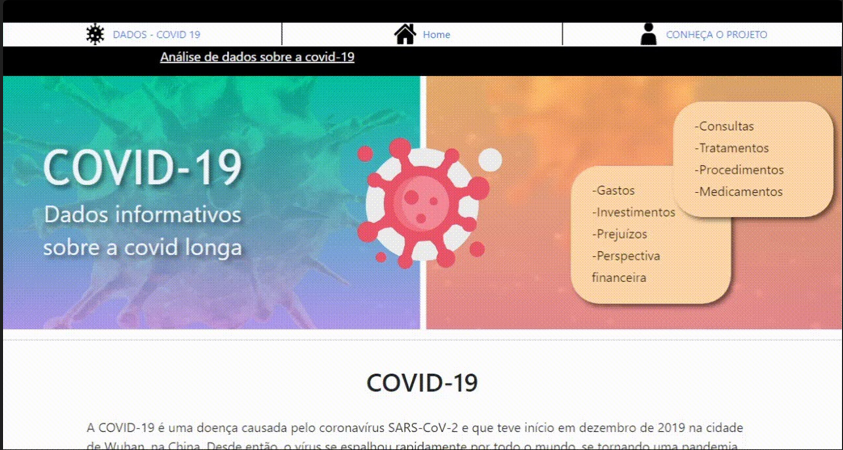 DADOS - COVID 19
Home
CONHEÇA O PROJETO
Análise de dados sobre a covid-19
COVID-19
Dados informativos
sobre a covid longa
-Consultas
-Tratamentos
-Procedimentos
-Medicamentos
-Gastos
-Investimentos
-Prejuízos
-Perspectiva
financeira
COVID-19
A COVID-19 é uma doença causada pelo coronavírus SARS-CoV-2 e que teve início em dezembro de 2019 na cidade
de Wuhan, na China. Desde então, o vírus se espalhou rapidamente por todo o mundo, se tornando uma pandemia